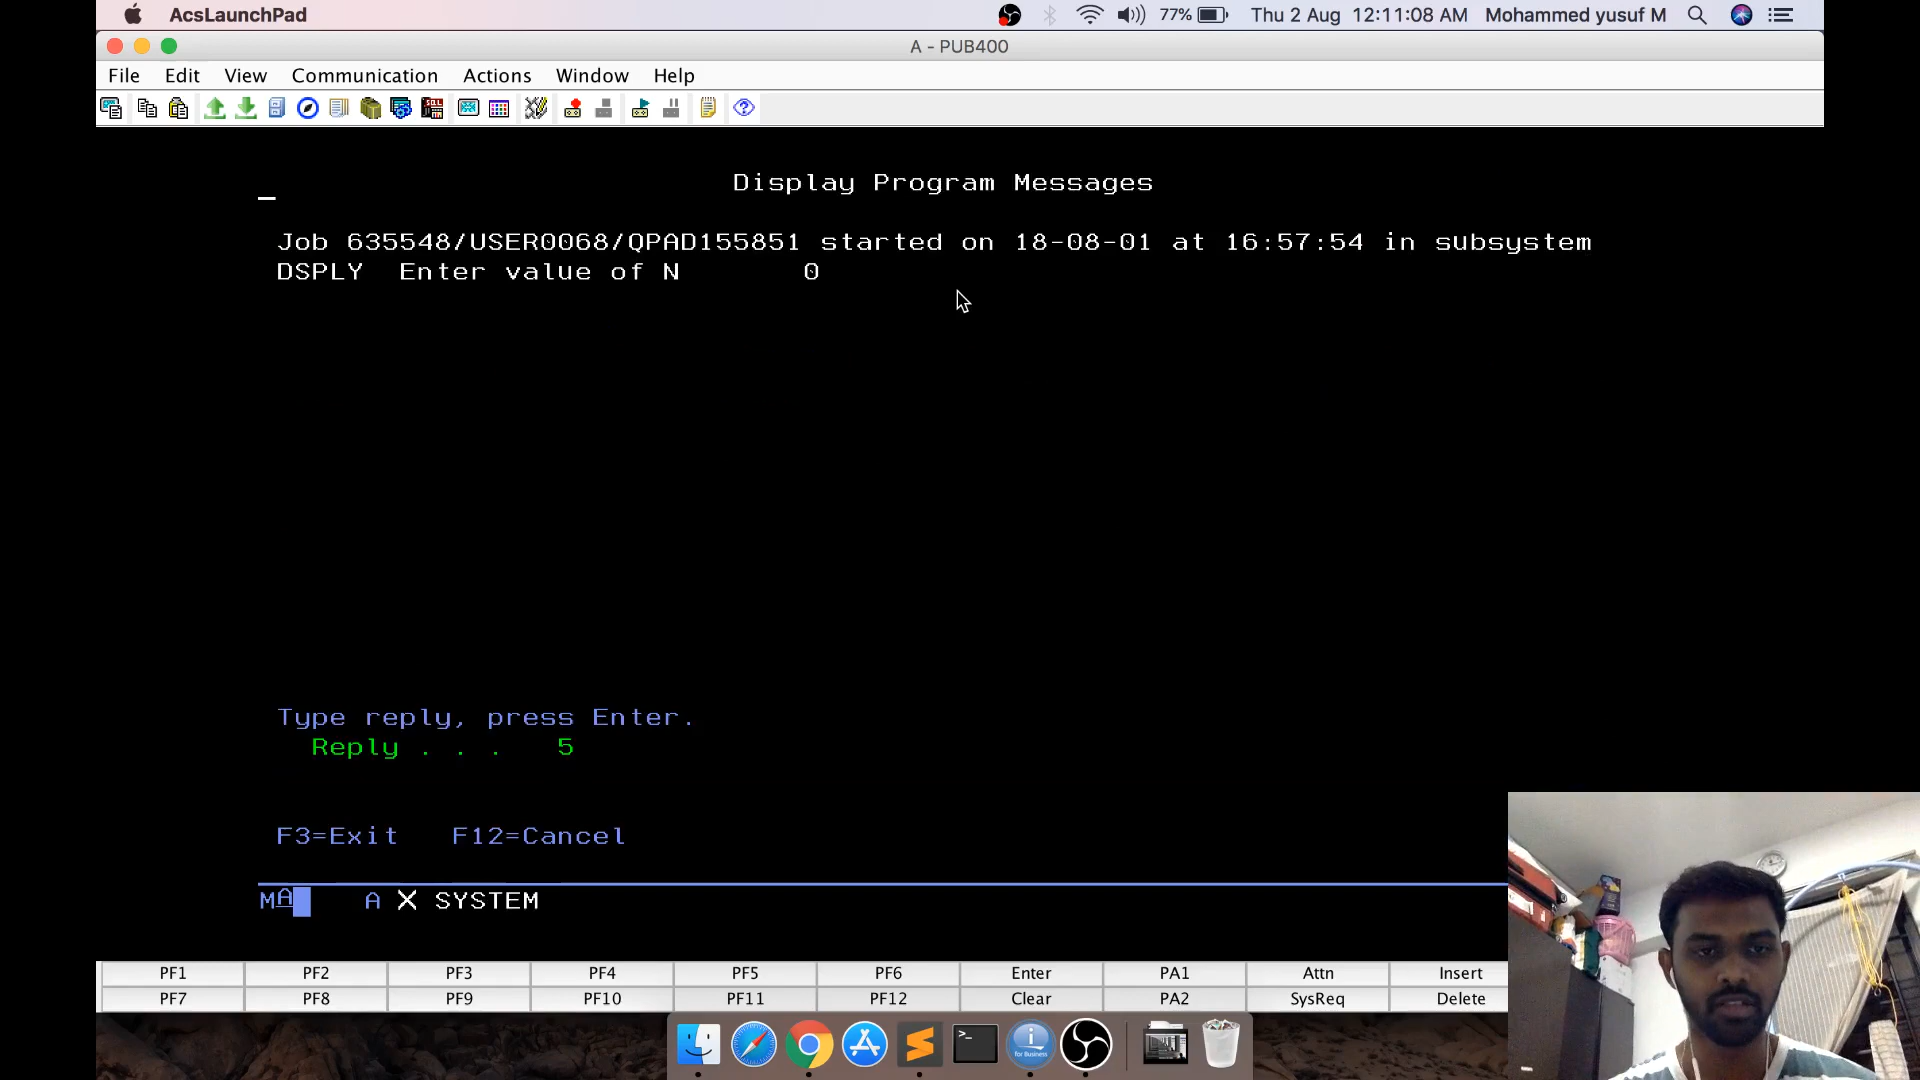 AcsLaunchPad 77% Thu 2 Aug 12:11:08 AM Mohammed yusuf M
A - PUB400
File Edit View Communication Actions Window Help
Display Program Messages
Job 635548/USER0068/QPAD155851 started on 18-08-01 at 16:57:54 in subsystem
DSPLY Enter value of N 0
Type reply, press Enter.
Reply . . . 5
F3=Exit F12=Cancel
MA A X SYSTEM
PF1 PF2 PF3 PF4 PF5 PF6 Enter PA1 Attn Insert
PF7 PF8 PF9 PF10 PF11 PF12 Clear PA2 SysReq Delete
for Business